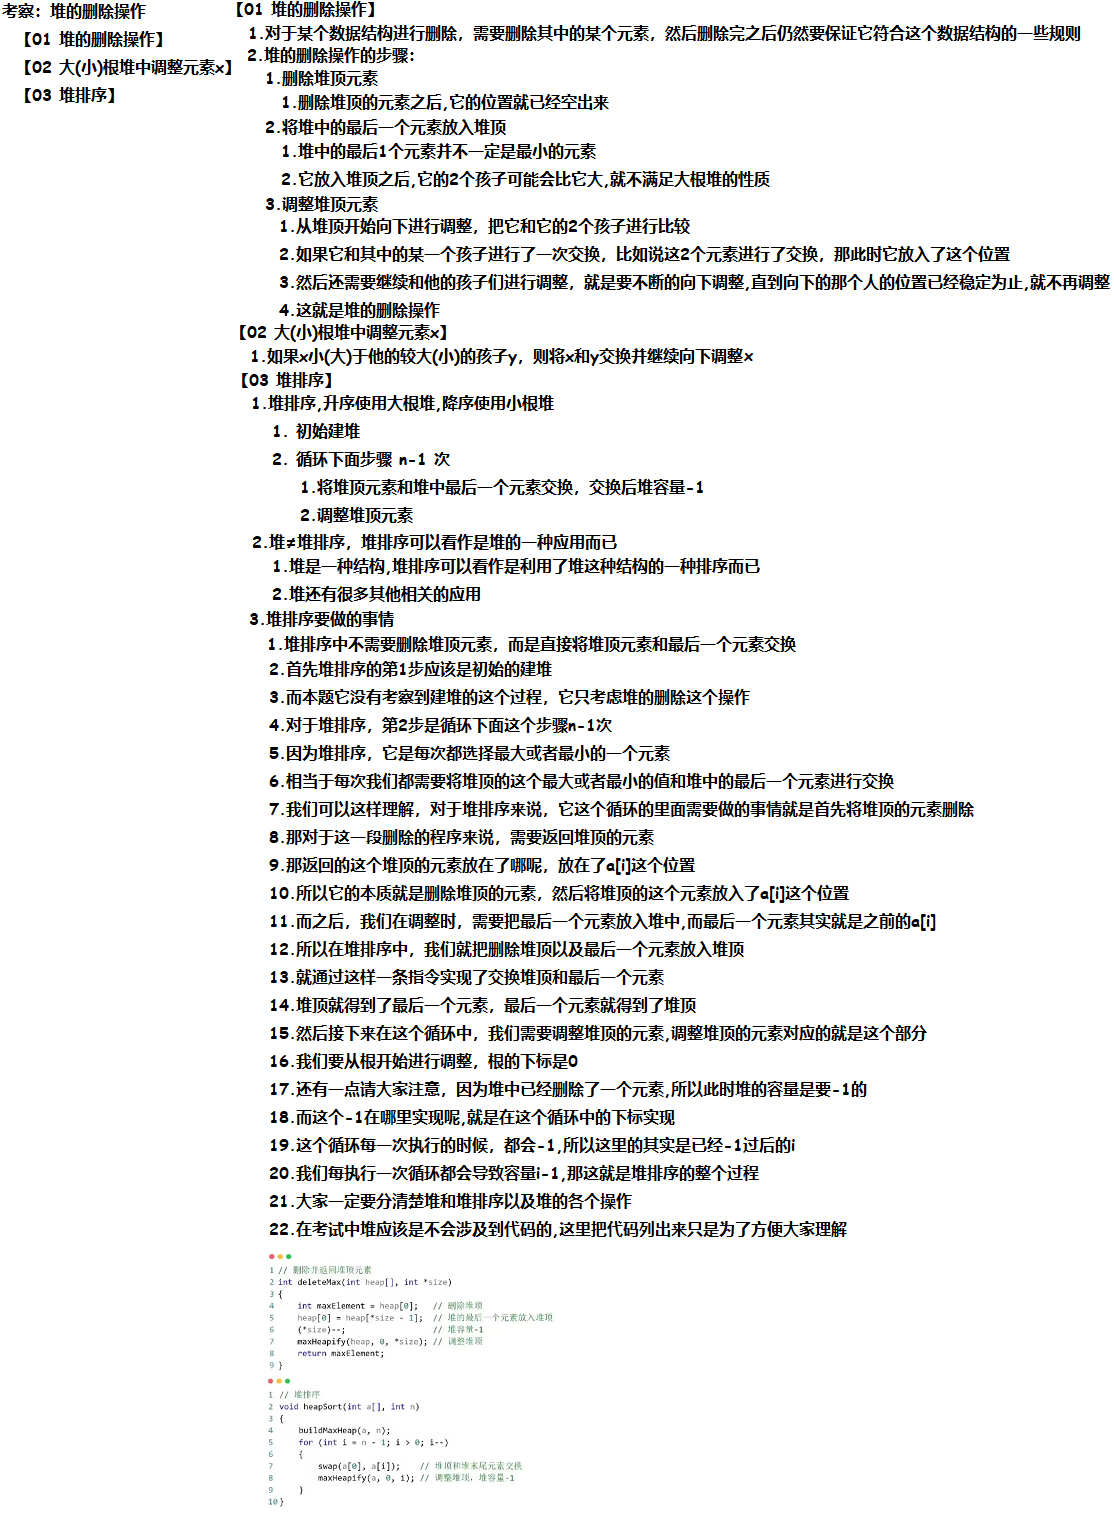 考察：堆的删除操作
【01 堆的删除操作】
【02 大(小)根堆中调整元素x】
【03 堆排序】
【01 堆的删除操作】
1.对于某个数据结构进行删除，需要删除其中的某个元素，然后删除完之后仍然要保证它符合这个数据结构的一些规则
2.堆的删除操作的步骤：
1.删除堆顶元素
1.删除堆顶的元素之后,它的位置就已经空出来
2.将堆中的最后一个元素放入堆顶
1.堆中的最后1个元素并不一定是最小的元素
2.它放入堆顶之后,它的2个孩子可能会比它大,就不满足大根堆的性质
3.调整堆顶元素
1.从堆顶开始向下进行调整，把它和它的2个孩子进行比较
2.如果它和其中的某一个孩子进行了一次交换，比如说这2个元素进行了交换，那此时它放入了这个位置
3.然后还需要继续和他的孩子们进行调整，就是要不断的向下调整,直到向下的那个人的位置已经稳定为止,就不再调整
4.这就是堆的删除操作
【02 大(小)根堆中调整元素x】
1.如果x小(大)于他的较大(小)的孩子y，则将x和y交换并继续向下调整x
【03 堆排序】
1.堆排序,升序使用大根堆,降序使用小根堆
1. 初始建堆
2. 循环下面步骤 n-1 次
1.将堆顶元素和堆中最后一个元素交换，交换后堆容量-1
2.调整堆顶元素
2.堆≠堆排序，堆排序可以看作是堆的一种应用而已
1.堆是一种结构,堆排序可以看作是利用了堆这种结构的一种排序而已
2.堆还有很多其他相关的应用
3.堆排序要做的事情
1.堆排序中不需要删除堆顶元素，而是直接将堆顶元素和最后一个元素交换
2.首先堆排序的第1步应该是初始的建堆
3.而本题它没有考察到建堆的这个过程，它只考虑堆的删除这个操作
4.对于堆排序，第2步是循环下面这个步骤n-1次
5.因为堆排序，它是每次都选择最大或者最小的一个元素
6.相当于每次我们都需要将堆顶的这个最大或者最小的值和堆中的最后一个元素进行交换
7.我们可以这样理解，对于堆排序来说，它这个循环的里面需要做的事情就是首先将堆顶的元素删除
8.那对于这一段删除的程序来说，需要返回堆顶的元素
9.那返回的这个堆顶的元素放在了哪呢，放在了a[i]这个位置
10.所以它的本质就是删除堆顶的元素，然后将堆顶的这个元素放入了a[i]这个位置
11.而之后，我们在调整时，需要把最后一个元素放入堆中,而最后一个元素其实就是之前的a[i]
12.所以在堆排序中，我们就把删除堆顶以及最后一个元素放入堆顶
13.就通过这样一条指令实现了交换堆顶和最后一个元素
14.堆顶就得到了最后一个元素，最后一个元素就得到了堆顶
15.然后接下来在这个循环中，我们需要调整堆顶的元素,调整堆顶的元素对应的就是这个部分
16.我们要从根开始进行调整，根的下标是0
17.还有一点请大家注意，因为堆中已经删除了一个元素,所以此时堆的容量是要-1的
18.而这个-1在哪里实现呢,就是在这个循环中的下标实现
19.这个循环每一次执行的时候，都会-1,所以这里的其实是已经-1过后的i
20.我们每执行一次循环都会导致容量i-1,那这就是堆排序的整个过程
21.大家一定要分清楚堆和堆排序以及堆的各个操作
22.在考试中堆应该是不会涉及到代码的,这里把代码列出来只是为了方便大家理解
1 // 删除并返回堆顶元素
2 int deleteMax(int heap[], int *size)
3 {
4 int maxElement = heap[0]; // 删除堆顶
5 heap[0] = heap[*size - 1]; // 堆的最后一个元素放入堆顶
6 (*size)--; // 堆容量-1
7 maxHeapify(heap, 0, *size); // 调整堆顶
8 return maxElement;
9 }
1 // 堆排序
2 void heapSort(int a[], int n)
3 {
4 buildMaxHeap(a, n);
5 for (int i = n - 1; i > 0; i--)
6 {
7 swap(a[0], a[i]); // 堆顶和堆末尾元素交换
8 maxHeapify(a, 0, i); // 调整堆顶，堆容量-1
9 }
10 }